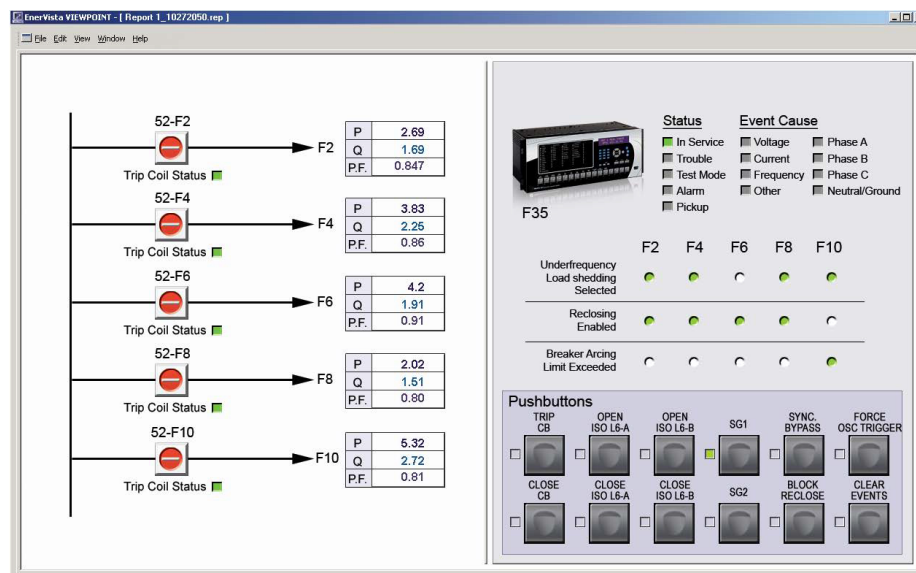 EnerVista VIEWPOINT - [ Report 1_10272050.rep ]
File Edit View Window Help
52-F2
F2
P 2.69
Q 1.69
P.F. 0.847
Trip Coil Status
52-F4
F4
P 3.83
Q 2.25
P.F. 0.86
Trip Coil Status
52-F6
F6
P 4.2
Q 1.91
P.F. 0.91
Trip Coil Status
52-F8
F8
P 2.02
Q 1.51
P.F. 0.80
Trip Coil Status
52-F10
F10
P 5.32
Q 2.72
P.F. 0.81
Trip Coil Status
F35
Status
In Service
Trouble
Test Mode
Alarm
Pickup
Event Cause
Voltage Phase A
Current Phase B
Frequency Phase C
Other Neutral/Ground
F2 F4 F6 F8 F10
Underfrequency
Load shedding
Selected
Reclosing
Enabled
Breaker Arcing
Limit Exceeded
Pushbuttons
TRIP
CB
OPEN
ISO L6-A
OPEN
ISO L6-B
SG1
SYNC.
BYPASS
FORCE
OSC TRIGGER
CLOSE
CB
CLOSE
ISO L6-A
CLOSE
ISO L6-B
SG2
BLOCK
RECLOSE
CLEAR
EVENTS